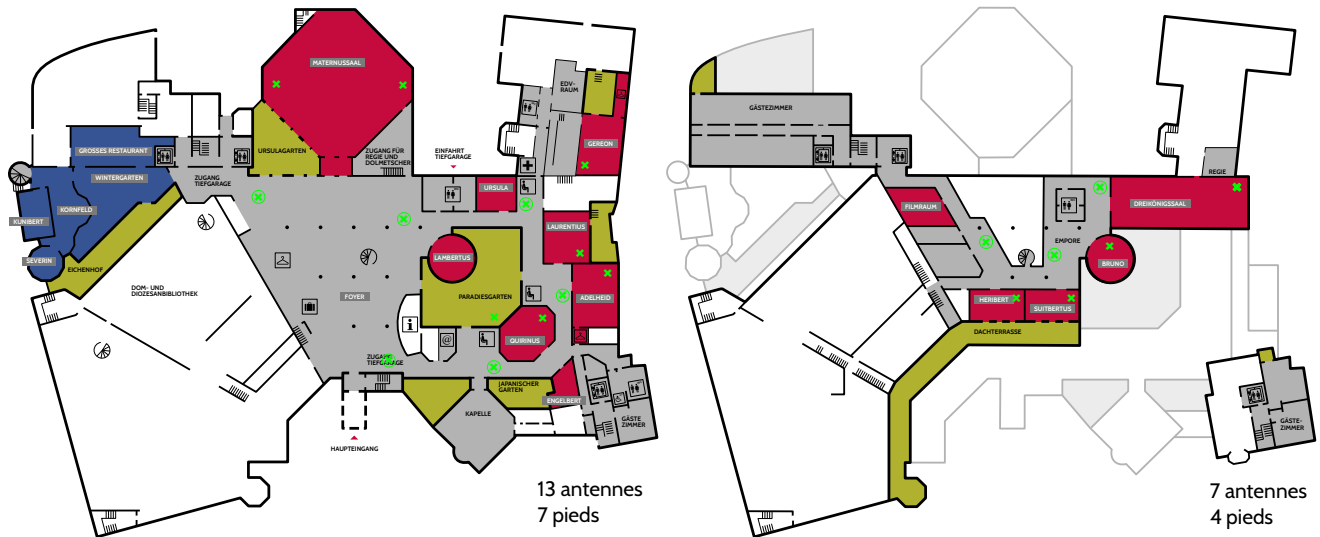 MATERNUSSAAL
EDV-
RAUM
GROSSES RESTAURANT
URSULAGARTEN
ZUGANG FÜR
REGIE UND
DOLMETSCHER
EINFAHRT
TIEFGARAGE
GEREON
WINTERGARTEN
ZUGANG
TIEFGARAGE
URSULA
KORNFELD
KUNIBERT
LAURENTIUS
SEVERIN
EICHENHOF
LAMBERTUS
DOM- UND
DIOZESANBIBLIOTHEK
FOYER
PARADIESGARTEN
ADELHEID
i
@
QUIRINUS
ZUGANG
TIEFGARAGE
JAPANISCHER
GARTEN
ENGELBERT
KAPELLE
GÄSTE
ZIMMER
HAUPTEINGANG
13 antennes
7 pieds
GÄSTEZIMMER
REGIE
DREIKÖNIGSSAAL
FILMRAUM
EMPORE
BRUNO
HERIBERT
SUITBERTUS
DACHTERRASSE
GÄSTE-
ZIMMER
7 antennes
4 pieds